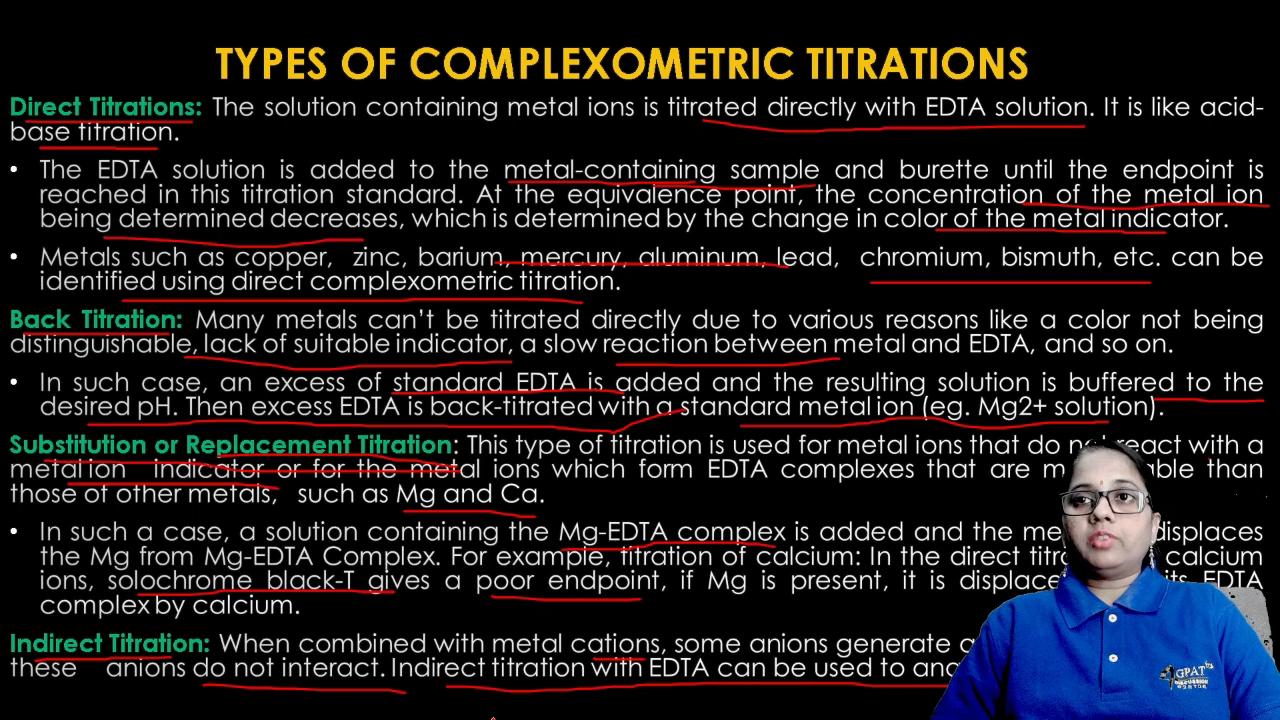 TYPES OF COMPLEXOMETRIC TITRATIONS
Direct Titrations: The solution containing metal ions is titrated directly with EDTA solution. It is like acid-
base titration.
• The EDTA solution is added to the metal-containing sample and burette until the endpoint is
reached in this titration standard. At the equivalence point, the concentration of the metal ion
being determined decreases, which is determined by the change in color of the metal indicator.
• Metals such as copper, zinc, barium, mercury, aluminum, lead, chromium, bismuth, etc. can be
identified using direct complexometric titration.
Back Titration: Many metals can't be titrated directly due to various reasons like a color not being
distinguishable, lack of suitable indicator, a slow reaction between metal and EDTA, and so on.
• In such case, an excess of standard EDTA is added and the resulting solution is buffered to the
desired pH. Then excess EDTA is back-titrated with a standard metal ion (eg. Mg2+ solution).
Substitution or Replacement Titration: This type of titration is used for metal ions that do react with a
metal ion indicator or for the metal ions which form EDTA complexes that are than
those of other metals, such as Mg and Ca.
• In such a case, a solution containing the Mg-EDTA complex is added and the displaces
the Mg from Mg-EDTA Complex. For example, titration of calcium: In the direct calcium
ions, solochrome black-T gives a poor endpoint, if Mg is present, it is EDTA
complex by calcium.
Indirect Titration: When combined with metal cations, some anions generate
these anions do not interact. Indirect titration with EDTA can be used to
GPAT